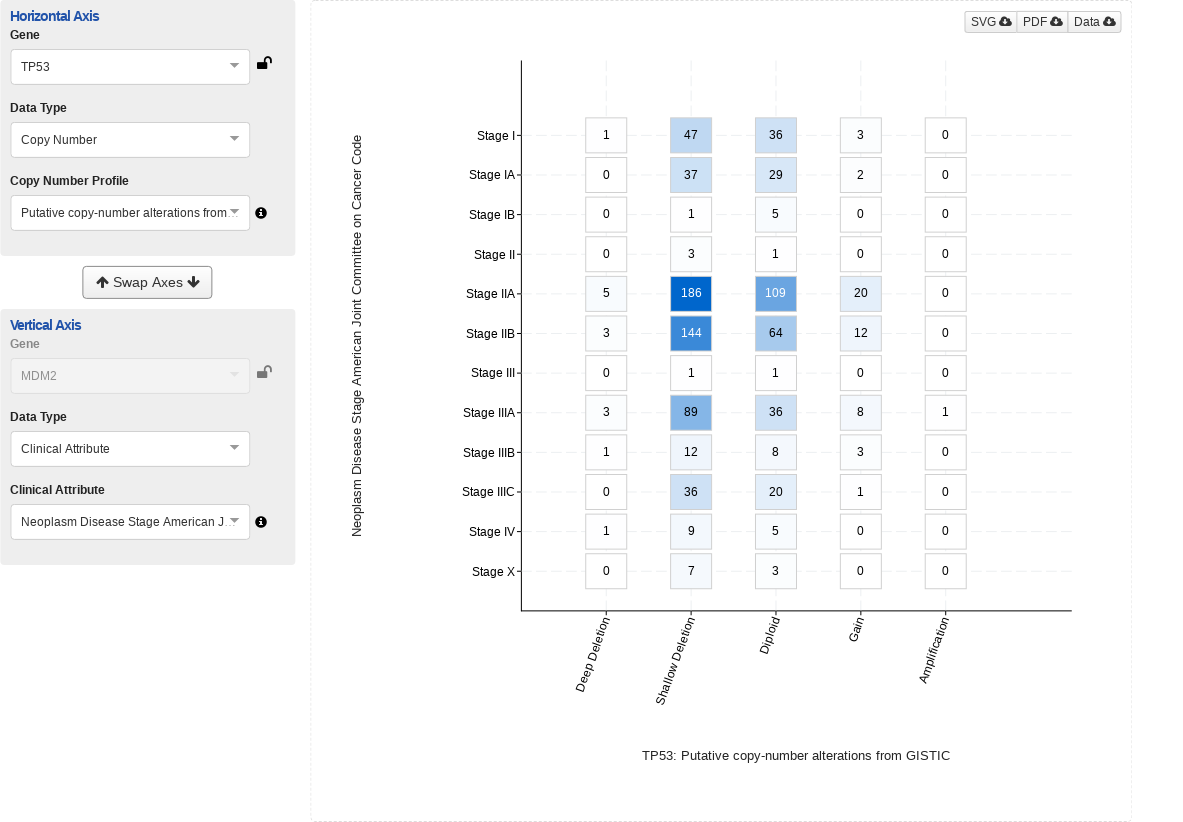 Horizontal Axis
Gene
TP53
Data Type
Copy Number
Copy Number Profile
Putative copy-number alterations from...
Swap Axes
Vertical Axis
Gene
MDM2
Data Type
Clinical Attribute
Clinical Attribute
Neoplasm Disease Stage American J...
SVG PDF Data
Neoplasm Disease Stage American Joint Committee on Cancer Code
Stage I 1 47 36 3 0
Stage IA 0 37 29 2 0
Stage IB 0 1 5 0 0
Stage II 0 3 1 0 0
Stage IIA 5 186 109 20 0
Stage IIB 3 144 64 12 0
Stage III 0 1 1 0 0
Stage IIIA 3 89 36 8 1
Stage IIIB 1 12 8 3 0
Stage IIIC 0 36 20 1 0
Stage IV 1 9 5 0 0
Stage X 0 7 3 0 0
Deep Deletion
Shallow Deletion
Diploid
Gain
Amplification
TP53: Putative copy-number alterations from GISTIC